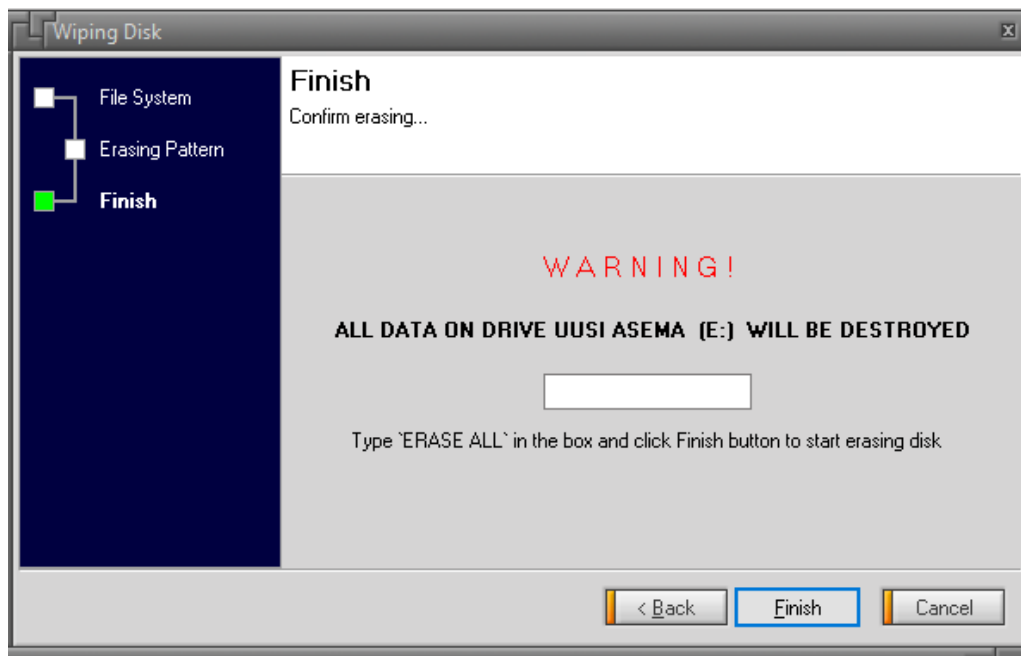 Wiping Disk
File System
Erasing Pattern
Finish
Finish
Confirm erasing...
WARNING!
ALL DATA ON DRIVE UUSI ASEMA (E:) WILL BE DESTROYED
Type `ERASE ALL` in the box and click Finish button to start erasing disk
< Back
Finish
Cancel